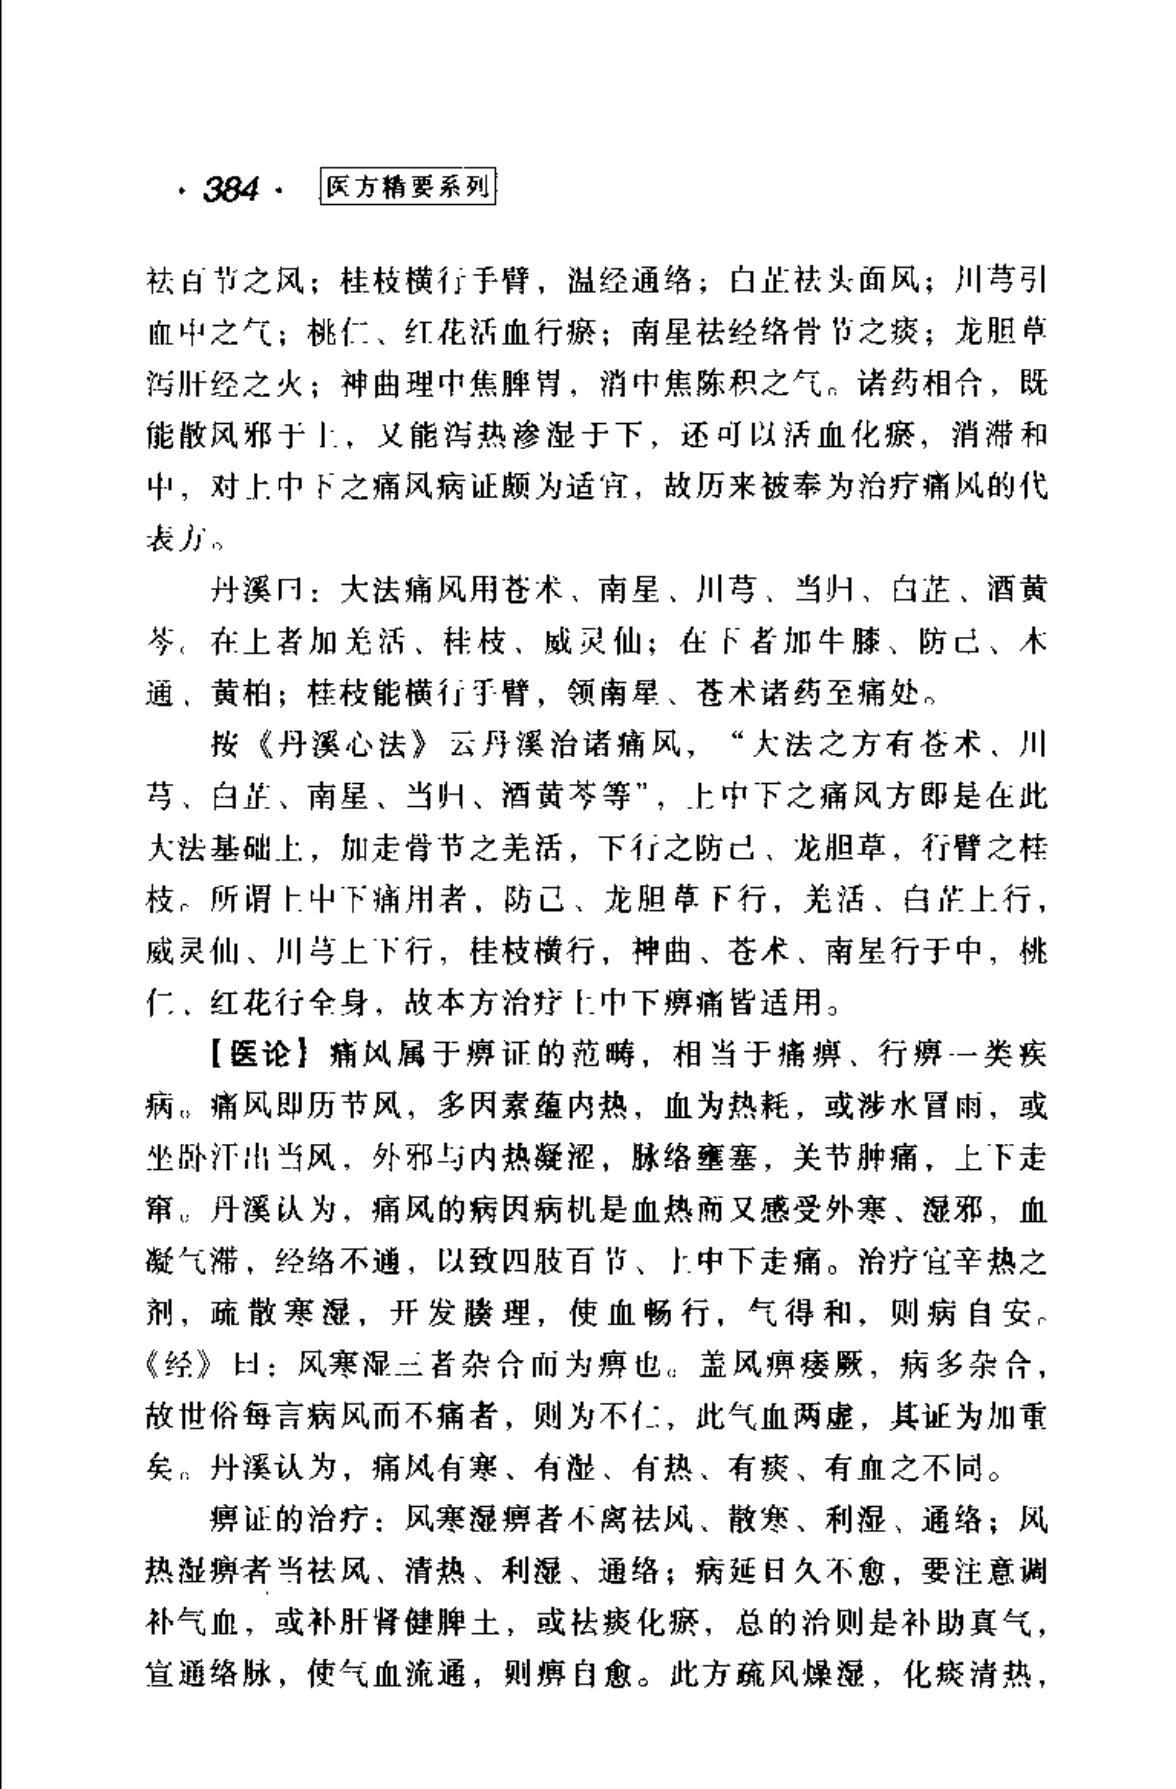 · 384 · 医方精要系列
祛百节之风；桂枝横行手臂，温经通络；白芷祛头面风；川芎引
血中之气；桃仁、红花活血行瘀；南星祛经络骨节之痰；龙胆草
泻肝经之火；神曲理中焦脾胃，消中焦陈积之气。诸药相合，既
能散风邪于上，又能泻热渗湿于下，还可以活血化瘀，消滞和
中，对上中下之痛风病证颇为适宜，故历来被奉为治疗痛风的代
表方。
丹溪曰：大法痛风用苍术、南星、川芎、当归、白芷、酒黄
芩。在上者加羌活、桂枝、威灵仙；在下者加牛膝、防己、木
通、黄柏；桂枝能横行手臂，领南星、苍术诸药至痛处。
按《丹溪心法》云丹溪治诸痛风，“大法之方有苍术、川
芎、白芷、南星、当归、酒黄芩等”，上中下之痛风方即是在此
大法基础上，加走骨节之羌活，下行之防己、龙胆草，行臂之桂
枝。所谓上中下痛用者，防己、龙胆草下行，羌活、白芷上行，
威灵仙、川芎上下行，桂枝横行，神曲、苍术、南星行于中，桃
仁、红花行全身，故本方治疗上中下痹痛皆适用。
【医论】痛风属于痹证的范畴，相当于痛痹、行痹一类疾
病。痛风即历节风，多因素蕴内热，血为热耗，或涉水冒雨，或
坐卧汗出当风，外邪与内热凝涩，脉络壅塞，关节肿痛，上下走
窜。丹溪认为，痛风的病因病机是血热而又感受外寒、湿邪，血
凝气滞，经络不通，以致四肢百节、上中下走痛。治疗宜辛热之
剂，疏散寒湿，开发腠理，使血畅行，气得和，则病自安。
《经》曰：风寒湿三者杂合而为痹也。盖风痹痿厥，病多杂合，
故世俗每言病风而不痛者，则为不仁，此气血两虚，其证为加重
矣。丹溪认为，痛风有寒、有湿、有热、有痰、有血之不同。
痹证的治疗：风寒湿痹者不离祛风、散寒、利湿、通络；风
热湿痹者当祛风、清热、利湿、通络；病延日久不愈，要注意调
补气血，或补肝肾健脾土，或祛痰化瘀，总的治则是补助真气，
宣通络脉，使气血流通，则痹自愈。此方疏风燥湿，化痰清热，